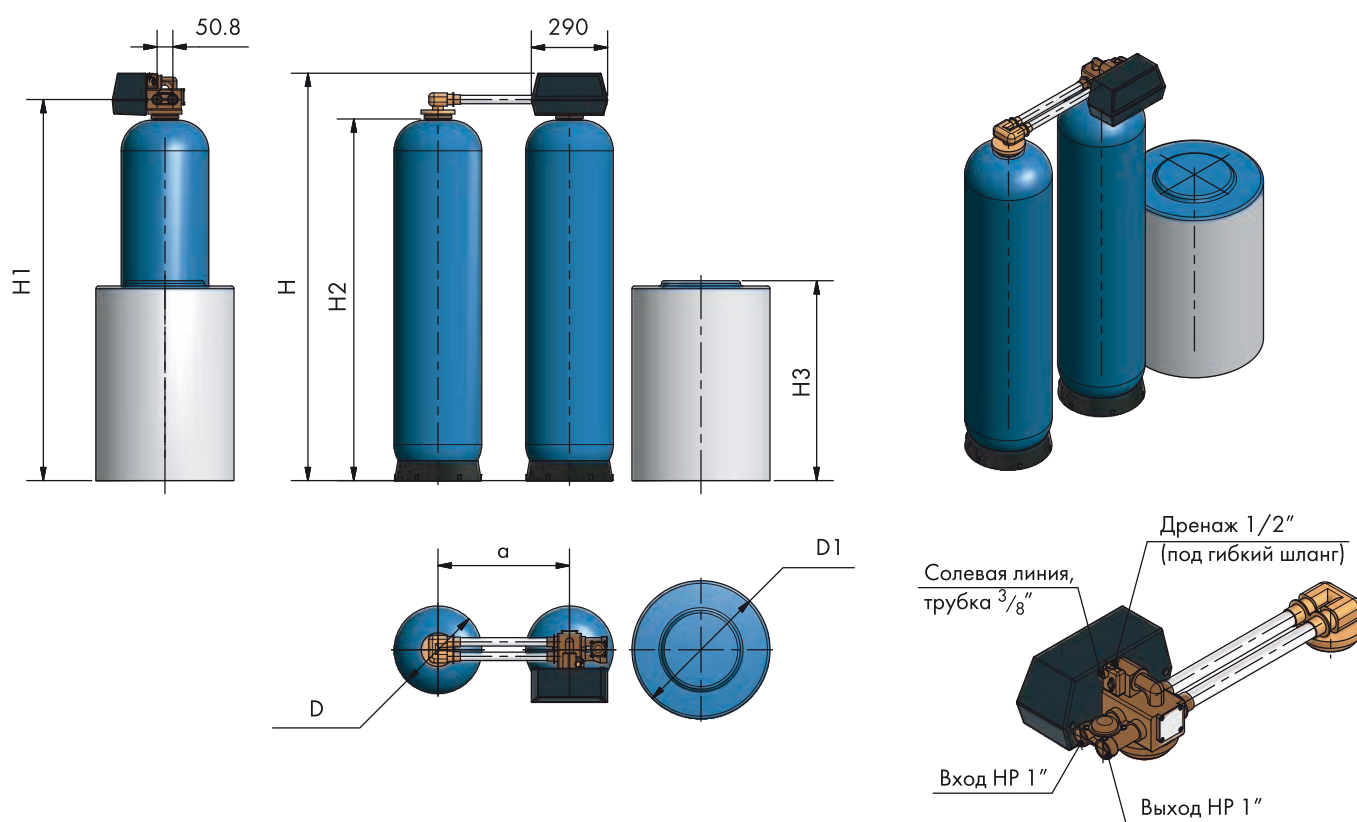 50.8
290
H1
H
H2
H3
a
D1
D
Дренаж 1/2"
(под гибкий шланг)
Солевая линия,
трубка 3/8"
Вход НР 1"
Выход НР 1"